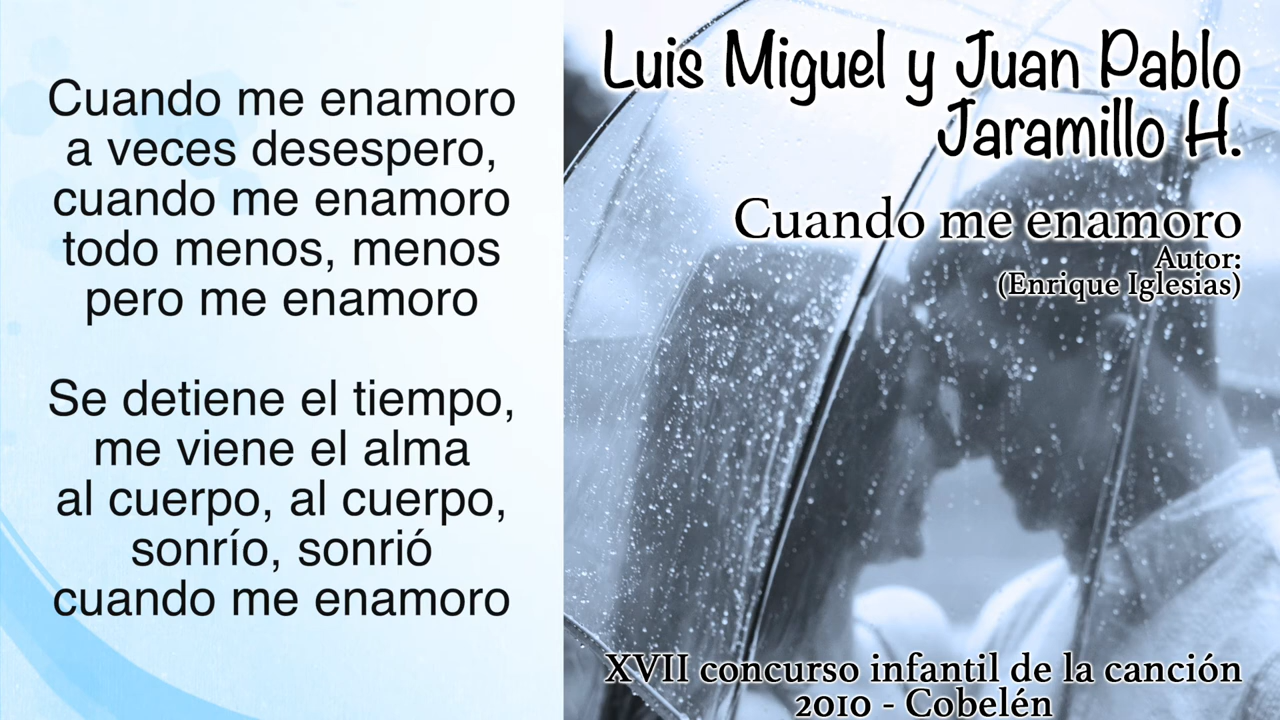 Cuando me enamoro
a veces desespero,
cuando me enamoro
todo menos, menos
pero me enamoro
Se detiene el tiempo,
me viene el alma
al cuerpo, al cuerpo,
sonrío, sonrió
cuando me enamoro
Luis Miguel y Juan Pablo
Jaramillo H.
Cuando me enamoro
Autor:
(Enrique Iglesias)
XVII concurso infantil de la canción
2010 - Cobelén